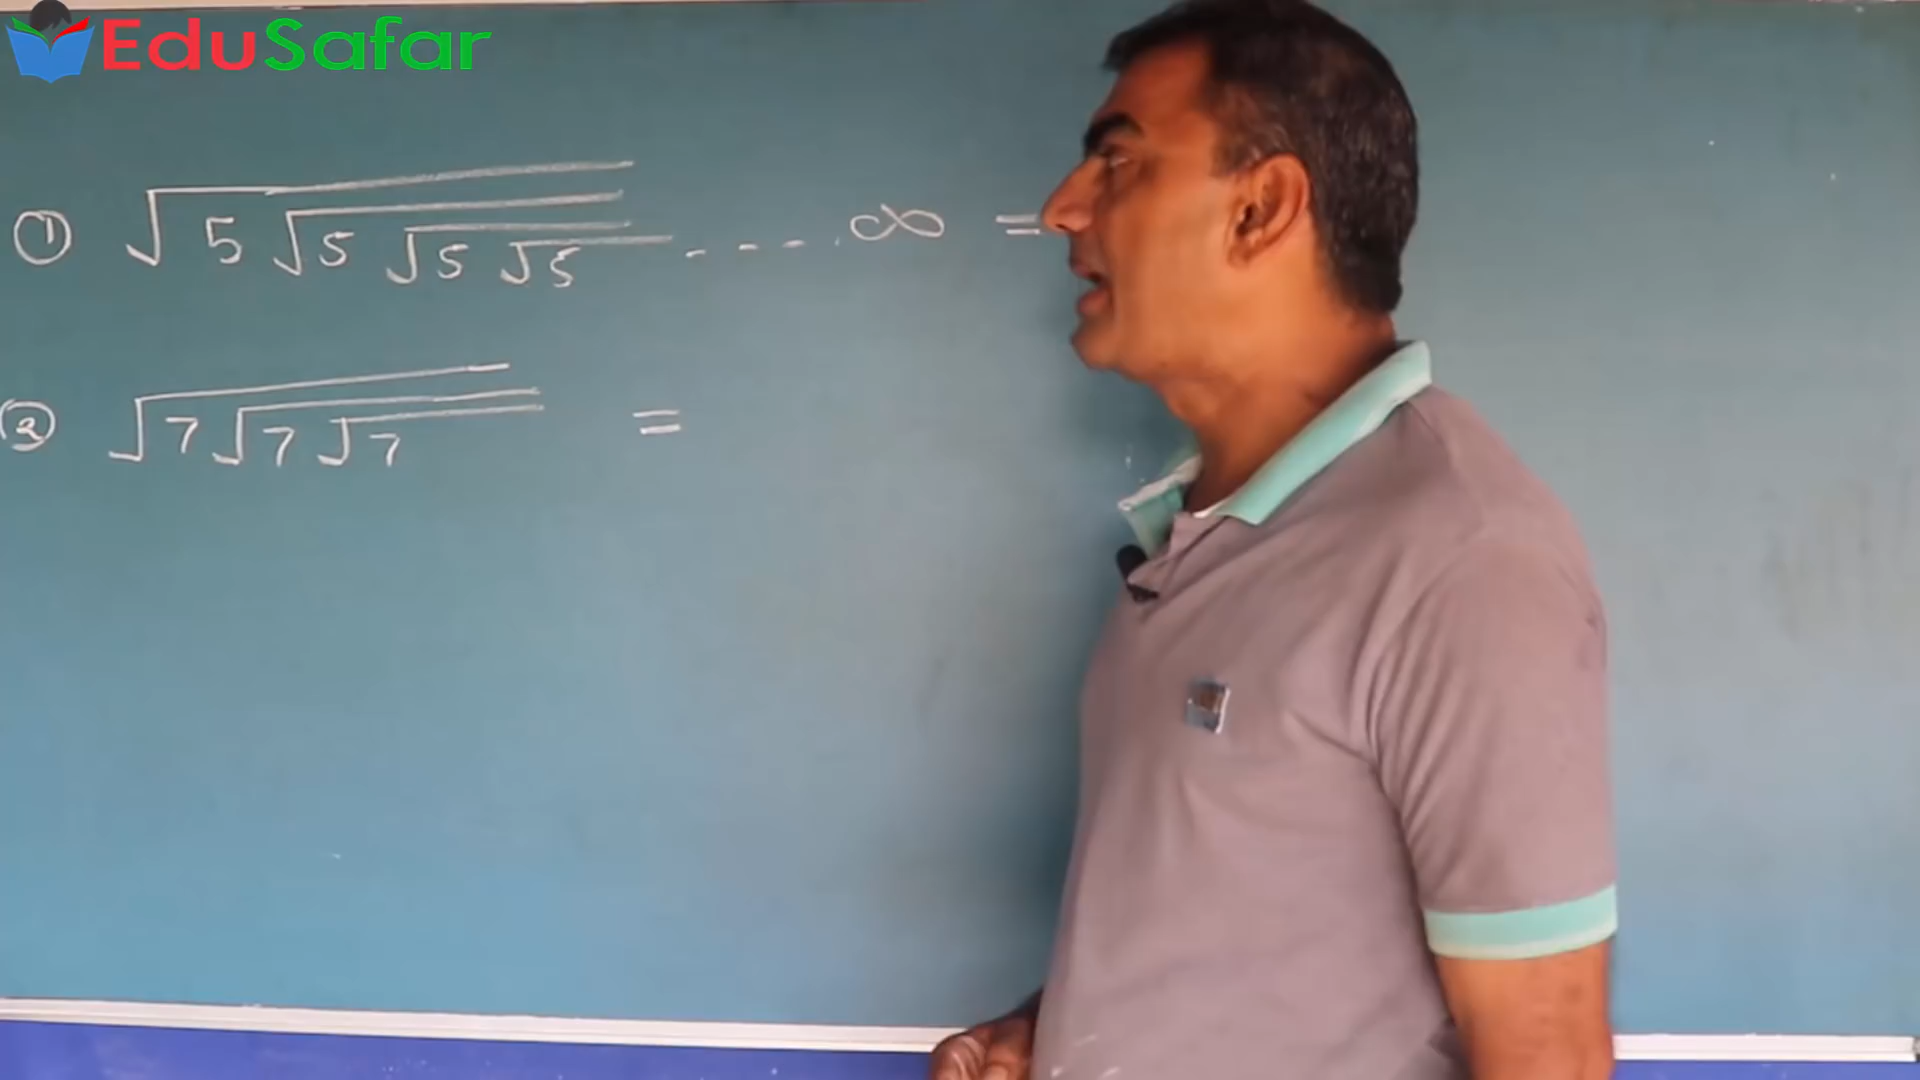 EduSafar
① √5√5√5√5 - - - - . ∞ =
② √7√7√7 =